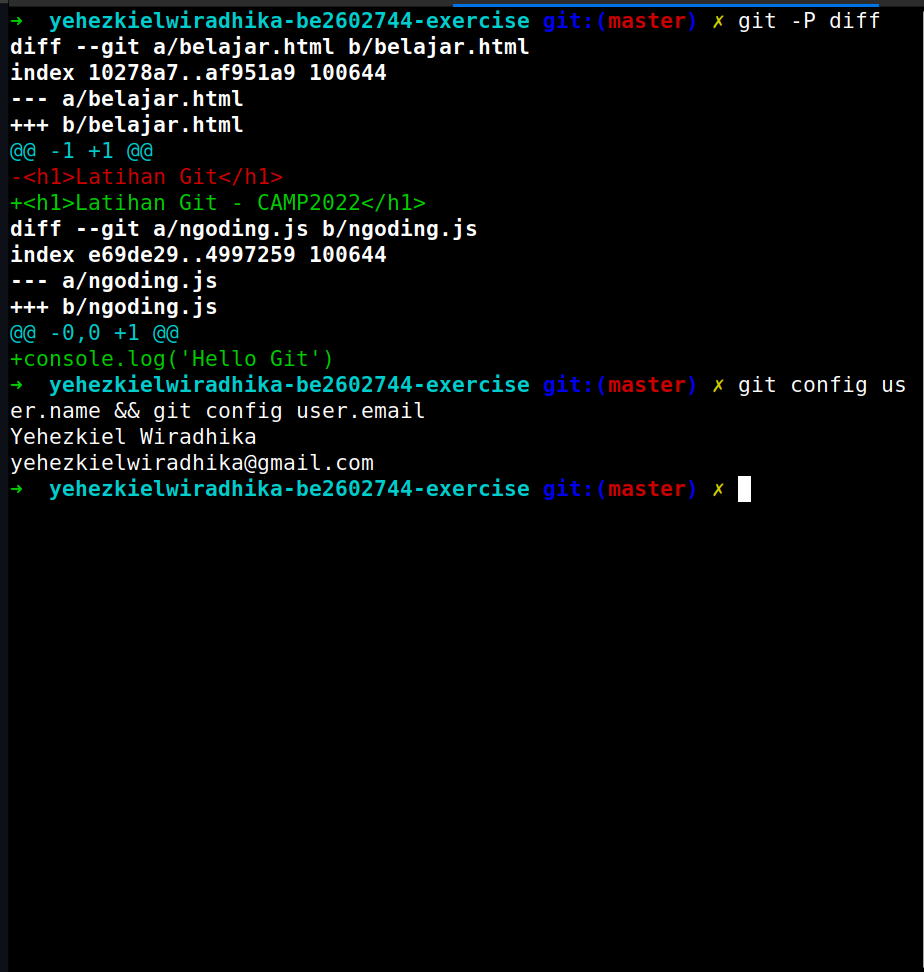 ➜  yehezkielwiradhika-be2602744-exercise git:(master) ✗ git -P diff
diff --git a/belajar.html b/belajar.html
index 10278a7..af951a9 100644
--- a/belajar.html
+++ b/belajar.html
@@ -1 +1 @@
-<h1>Latihan Git</h1>
+<h1>Latihan Git - CAMP2022</h1>
diff --git a/ngoding.js b/ngoding.js
index e69de29..4997259 100644
--- a/ngoding.js
+++ b/ngoding.js
@@ -0,0 +1 @@
+console.log('Hello Git')
➜  yehezkielwiradhika-be2602744-exercise git:(master) ✗ git config us
er.name && git config user.email
Yehezkiel Wiradhika
yehezkielwiradhika@gmail.com
➜  yehezkielwiradhika-be2602744-exercise git:(master) ✗